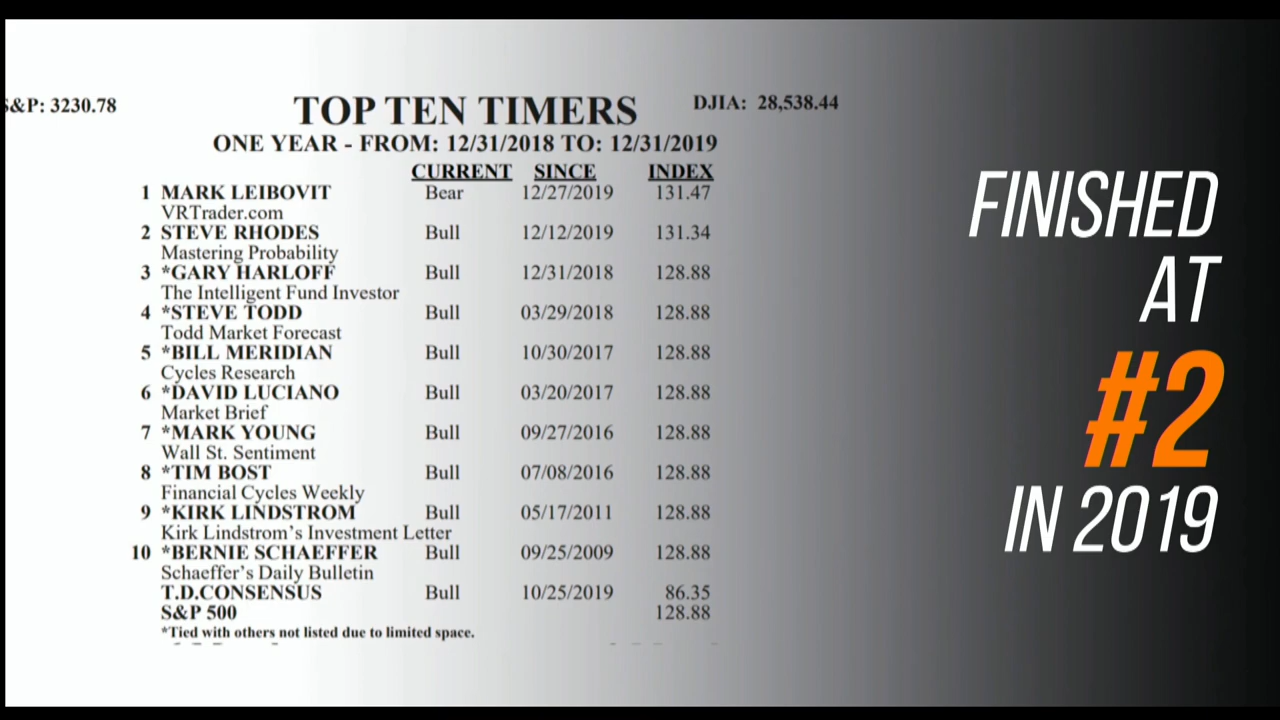 S&P: 3230.78
TOP TEN TIMERS
DJIA: 28,538.44
ONE YEAR - FROM: 12/31/2018 TO: 12/31/2019
CURRENT SINCE INDEX
1 MARK LEIBOVIT Bear 12/27/2019 131.47
VRTrader.com
2 STEVE RHODES Bull 12/12/2019 131.34
Mastering Probability
3 *GARY HARLOFF Bull 12/31/2018 128.88
The Intelligent Fund Investor
4 *STEVE TODD Bull 03/29/2018 128.88
Todd Market Forecast
5 *BILL MERIDIAN Bull 10/30/2017 128.88
Cycles Research
6 *DAVID LUCIANO Bull 03/20/2017 128.88
Market Brief
7 *MARK YOUNG Bull 09/27/2016 128.88
Wall St. Sentiment
8 *TIM BOST Bull 07/08/2016 128.88
Financial Cycles Weekly
9 *KIRK LINDSTROM Bull 05/17/2011 128.88
Kirk Lindstrom's Investment Letter
10 *BERNIE SCHAEFFER Bull 09/25/2009 128.88
Schaeffer's Daily Bulletin
T.D.CONSENSUS Bull 10/25/2019 86.35
S&P 500 128.88
*Tied with others not listed due to limited space.
FINISHED
AT
#2
IN 2019